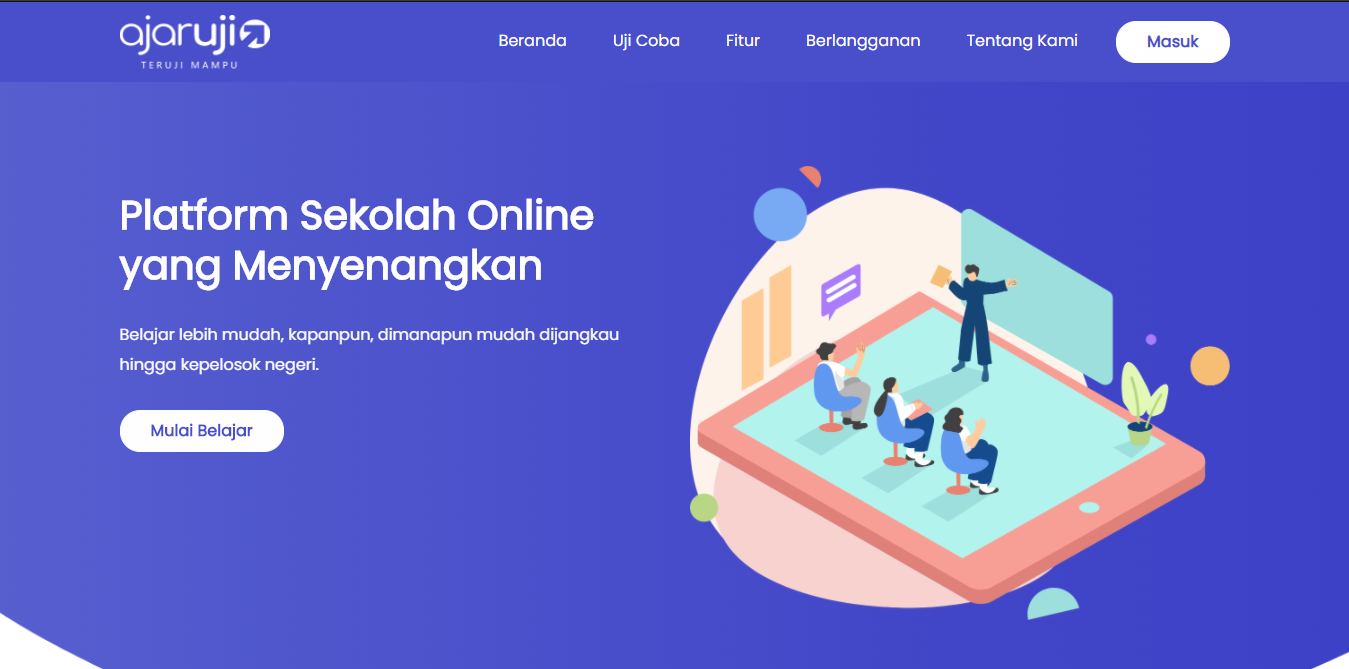 ajaruji
TERUJI MAMPU
Beranda
Uji Coba
Fitur
Berlangganan
Tentang Kami
Masuk
Platform Sekolah Online
yang Menyenangkan
Belajar lebih mudah, kapanpun, dimanapun mudah dijangkau
hingga kepelosok negeri.
Mulai Belajar